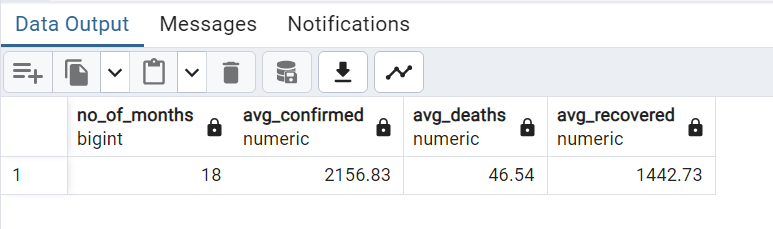 Data Output Messages Notifications
no_of_months avg_confirmed avg_deaths avg_recovered
bigint numeric numeric numeric
1 18 2156.83 46.54 1442.73